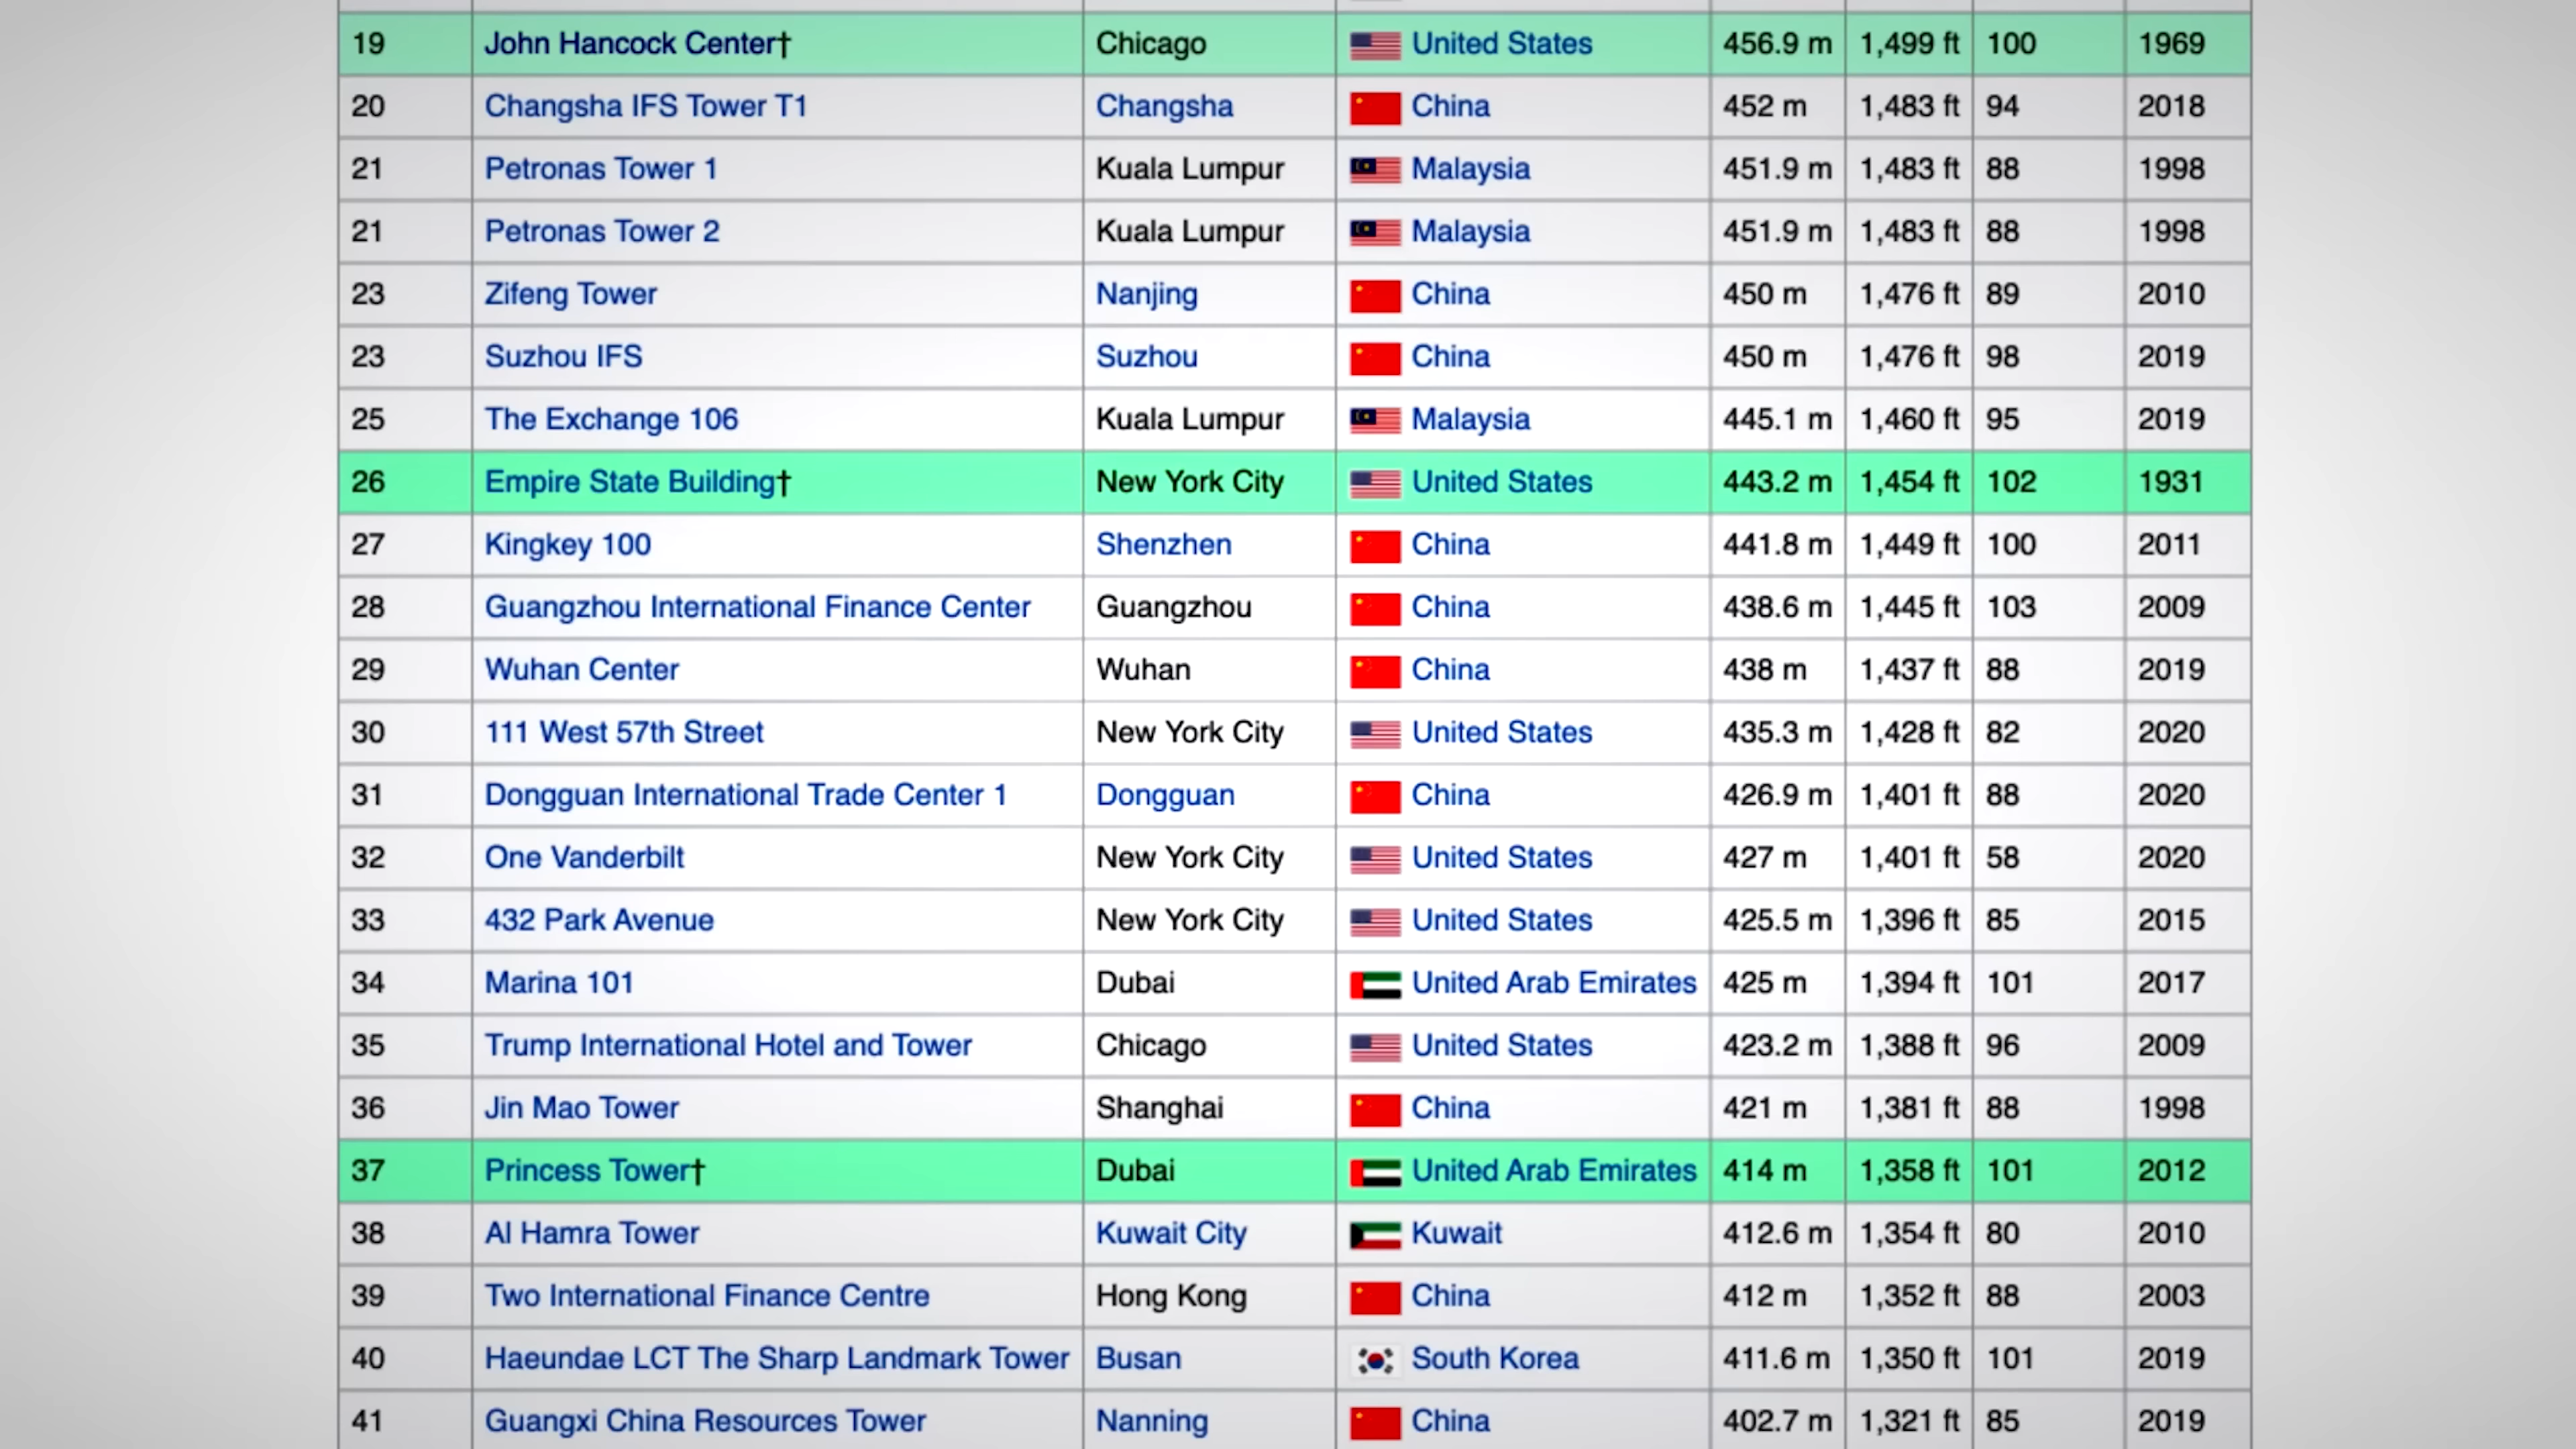 19 John Hancock Center† Chicago United States 456.9 m 1,499 ft 100 1969
20 Changsha IFS Tower T1 Changsha China 452 m 1,483 ft 94 2018
21 Petronas Tower 1 Kuala Lumpur Malaysia 451.9 m 1,483 ft 88 1998
21 Petronas Tower 2 Kuala Lumpur Malaysia 451.9 m 1,483 ft 88 1998
23 Zifeng Tower Nanjing China 450 m 1,476 ft 89 2010
23 Suzhou IFS Suzhou China 450 m 1,476 ft 98 2019
25 The Exchange 106 Kuala Lumpur Malaysia 445.1 m 1,460 ft 95 2019
26 Empire State Building† New York City United States 443.2 m 1,454 ft 102 1931
27 Kingkey 100 Shenzhen China 441.8 m 1,449 ft 100 2011
28 Guangzhou International Finance Center Guangzhou China 438.6 m 1,445 ft 103 2009
29 Wuhan Center Wuhan China 438 m 1,437 ft 88 2019
30 111 West 57th Street New York City United States 435.3 m 1,428 ft 82 2020
31 Dongguan International Trade Center 1 Dongguan China 426.9 m 1,401 ft 88 2020
32 One Vanderbilt New York City United States 427 m 1,401 ft 58 2020
33 432 Park Avenue New York City United States 425.5 m 1,396 ft 85 2015
34 Marina 101 Dubai United Arab Emirates 425 m 1,394 ft 101 2017
35 Trump International Hotel and Tower Chicago United States 423.2 m 1,388 ft 96 2009
36 Jin Mao Tower Shanghai China 421 m 1,381 ft 88 1998
37 Princess Tower† Dubai United Arab Emirates 414 m 1,358 ft 101 2012
38 Al Hamra Tower Kuwait City Kuwait 412.6 m 1,354 ft 80 2010
39 Two International Finance Centre Hong Kong China 412 m 1,352 ft 88 2003
40 Haeundae LCT The Sharp Landmark Tower Busan South Korea 411.6 m 1,350 ft 101 2019
41 Guangxi China Resources Tower Nanning China 402.7 m 1,321 ft 85 2019